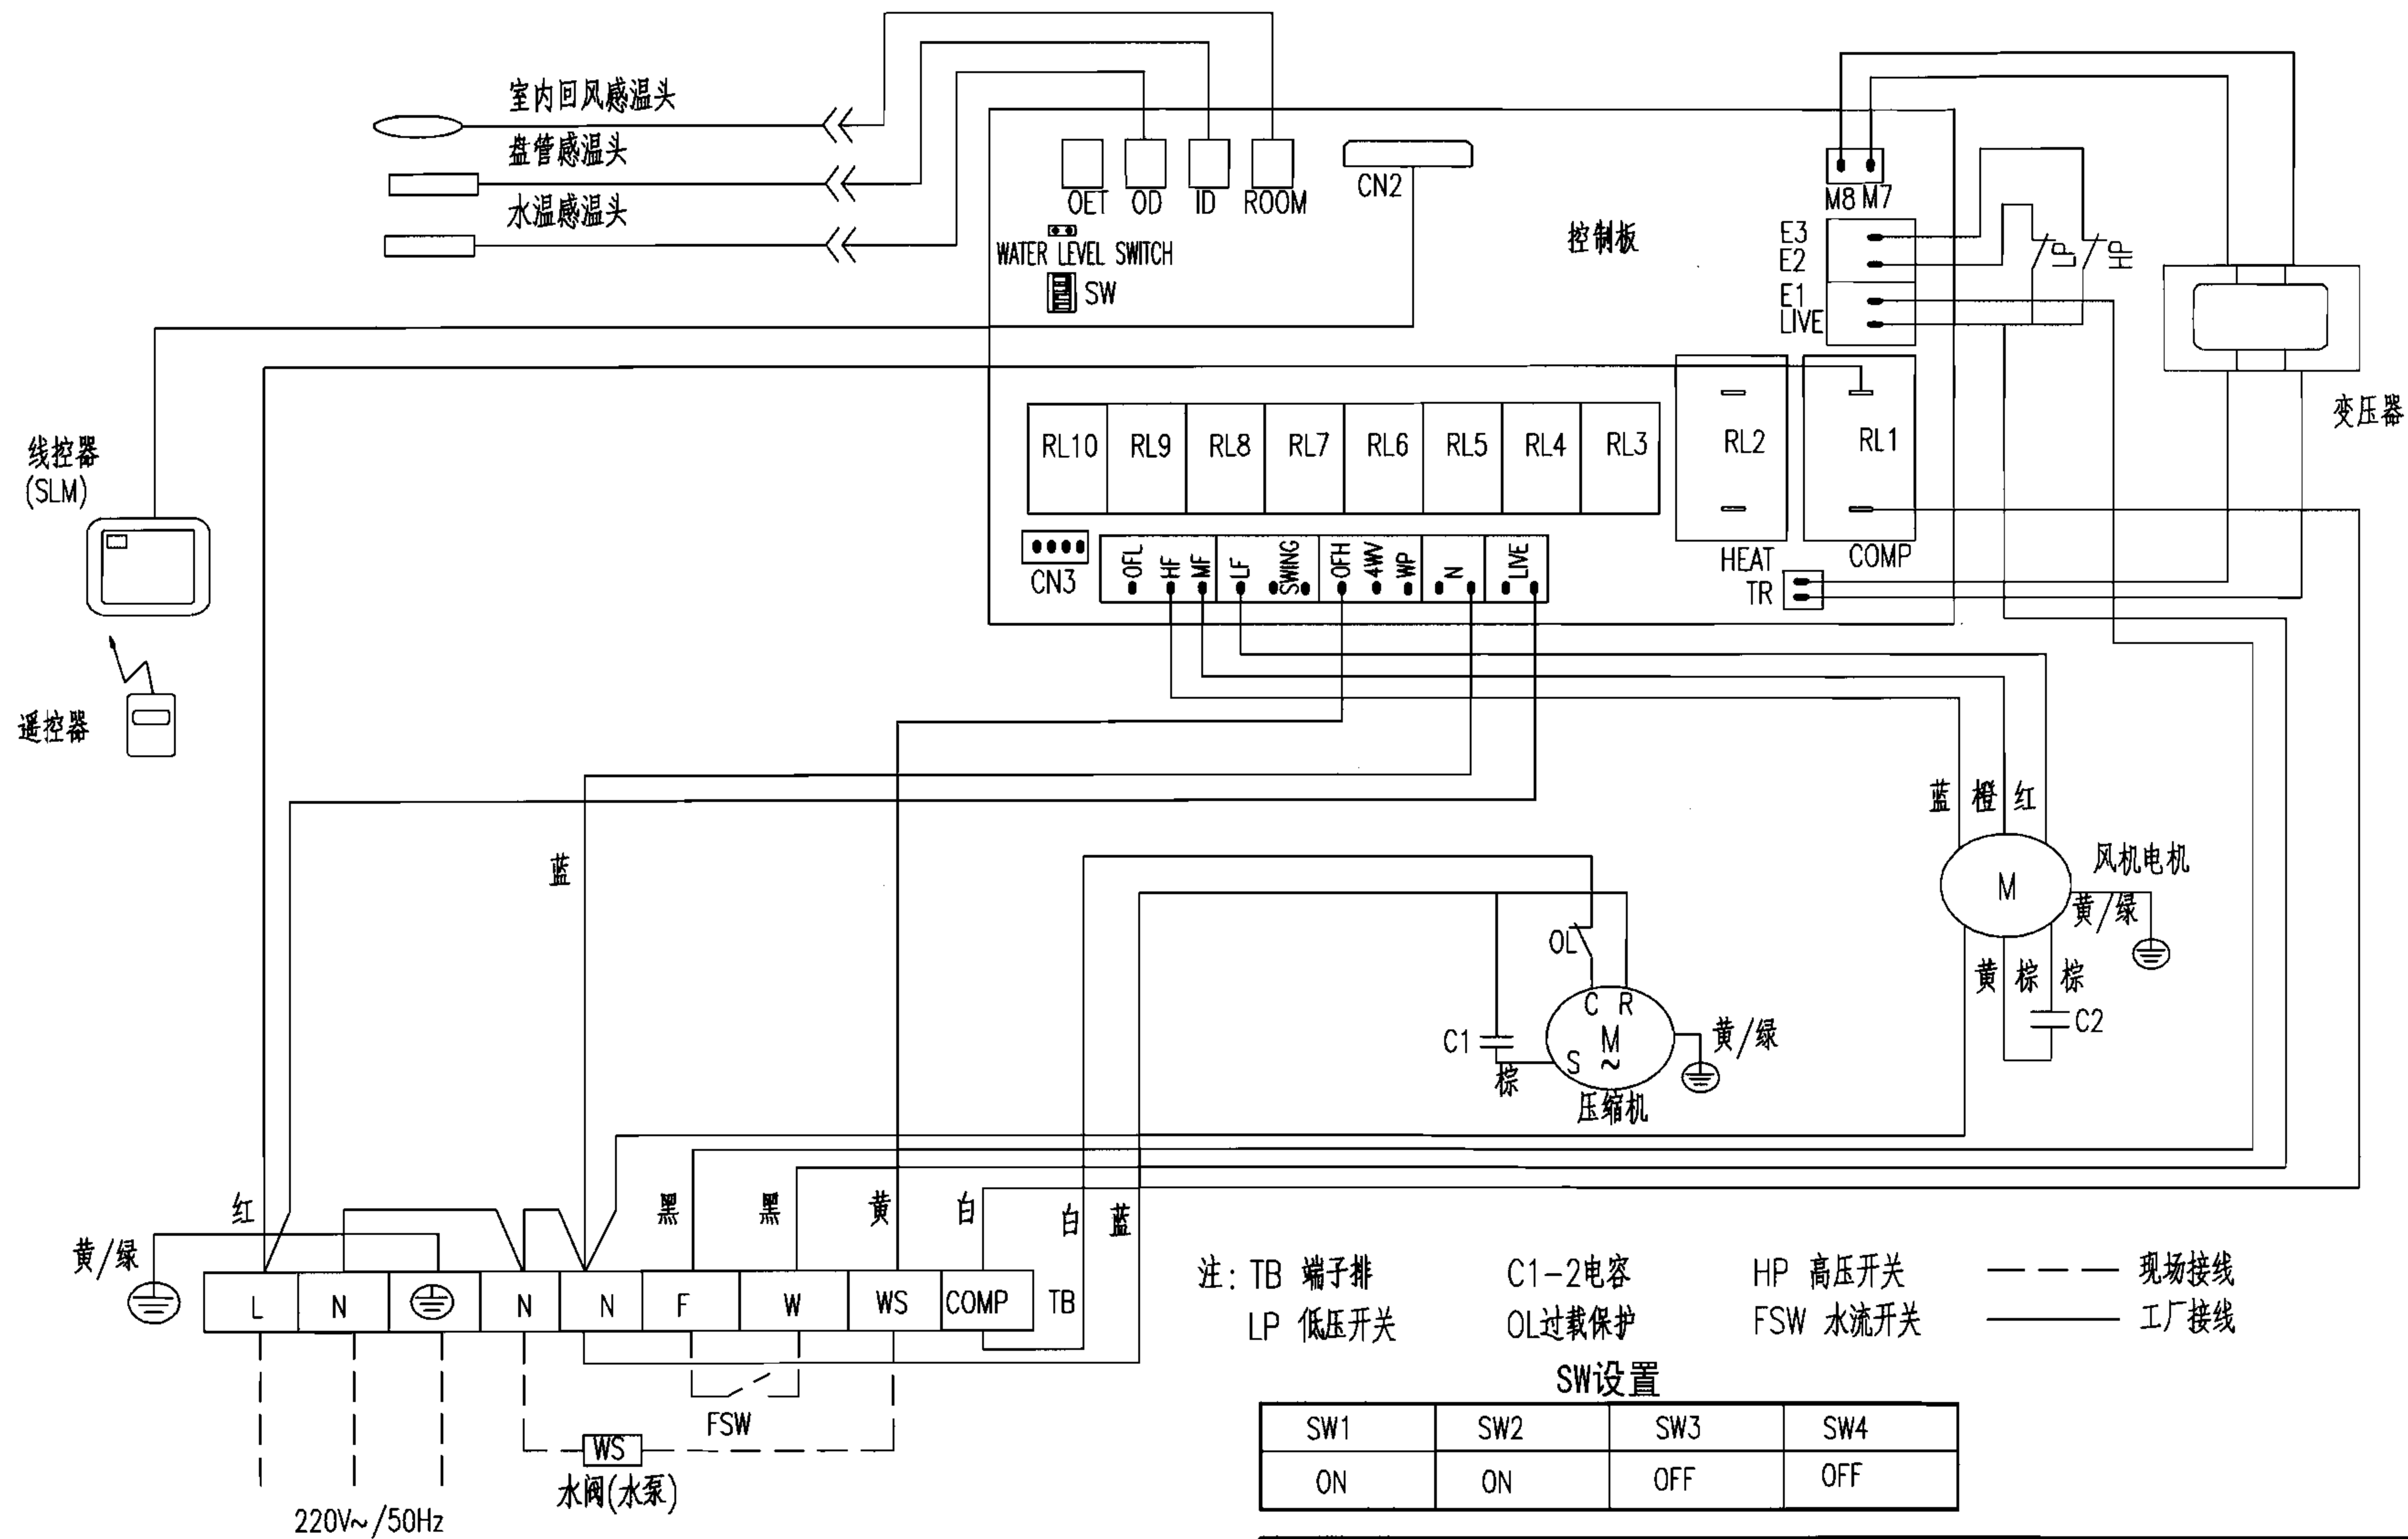 室内回风感温头
盘管感温头
水温感温头
OET OD ID ROOM
CN2
WATER LEVEL SWITCH
SW
控制板
M8 M7
E3
E2
E1
LIVE
LP
HP
变压器
线控器
(SLM)
RL10 RL9 RL8 RL7 RL6 RL5 RL4 RL3 RL2 RL1
CN3
OFL HF MF LF SWING OFH 4WV WP N LIVE
HEAT COMP
TR
遥控器
蓝 橙 红
M
风机电机
黄/绿
黄 棕 棕
C2
蓝
OL
C R
M
S ~
C1
棕
黄/绿
压缩机
红 黑 黑 黄 白 白 蓝
黄/绿
L N N N F W WS COMP TB
FSW
WS
水阀(水泵)
220V~/50Hz
注: TB 端子排 C1-2电容 HP 高压开关 现场接线
LP 低压开关 OL过载保护 FSW 水流开关 工厂接线
SW设置
SW1 SW2 SW3 SW4
ON ON OFF OFF